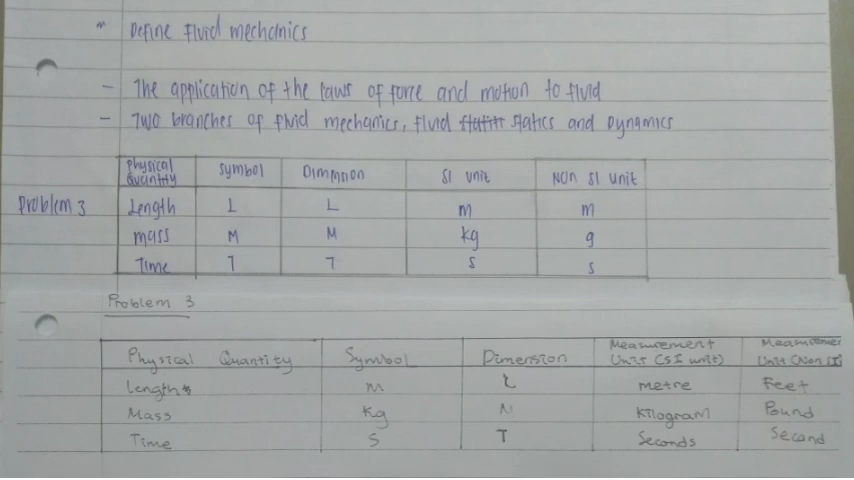 " Define fluid mechanics
- The application of the laws of force and motion to fluid
- Two branches of fluid mechanics, fluid statics and Dynamics
Physical Quantity Symbol Dimmnon SI unit Non SI unit
Problem 3 Length L L m m
mass M M kg g
Time T T s s
Problem 3
Physical Quantity Symbol Dimension Measurement Unit (SI unit) Measurement Unit (Non SI)
Length m L metre Feet
Mass Kg M Kilogram Pound
Time S T Seconds Second